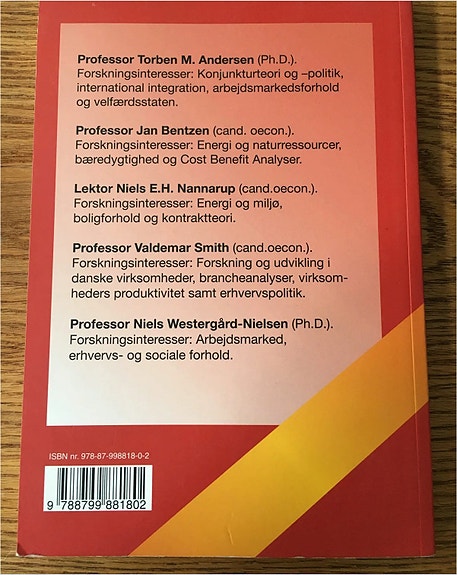 Professor Torben M. Andersen (Ph.D.).
Forskningsinteresser: Konjunkturteori og –politik,
international integration, arbejdsmarkedsforhold
og velfærdsstaten.
Professor Jan Bentzen (cand. oecon.).
Forskningsinteresser: Energi og naturressourcer,
bæredygtighed og Cost Benefit Analyser.
Lektor Niels E.H. Nannarup (cand.oecon.).
Forskningsinteresser: Energi og miljø,
boligforhold og kontraktteori.
Professor Valdemar Smith (cand.oecon.).
Forskningsinteresser: Forskning og udvikling i
danske virksomheder, brancheanalyser, virksom-
heders produktivitet samt erhvervspolitik.
Professor Niels Westergård-Nielsen (Ph.D.).
Forskningsinteresser: Arbejdsmarked,
erhvervs- og sociale forhold.
ISBN nr. 978-87-998818-0-2
9 788799 881802